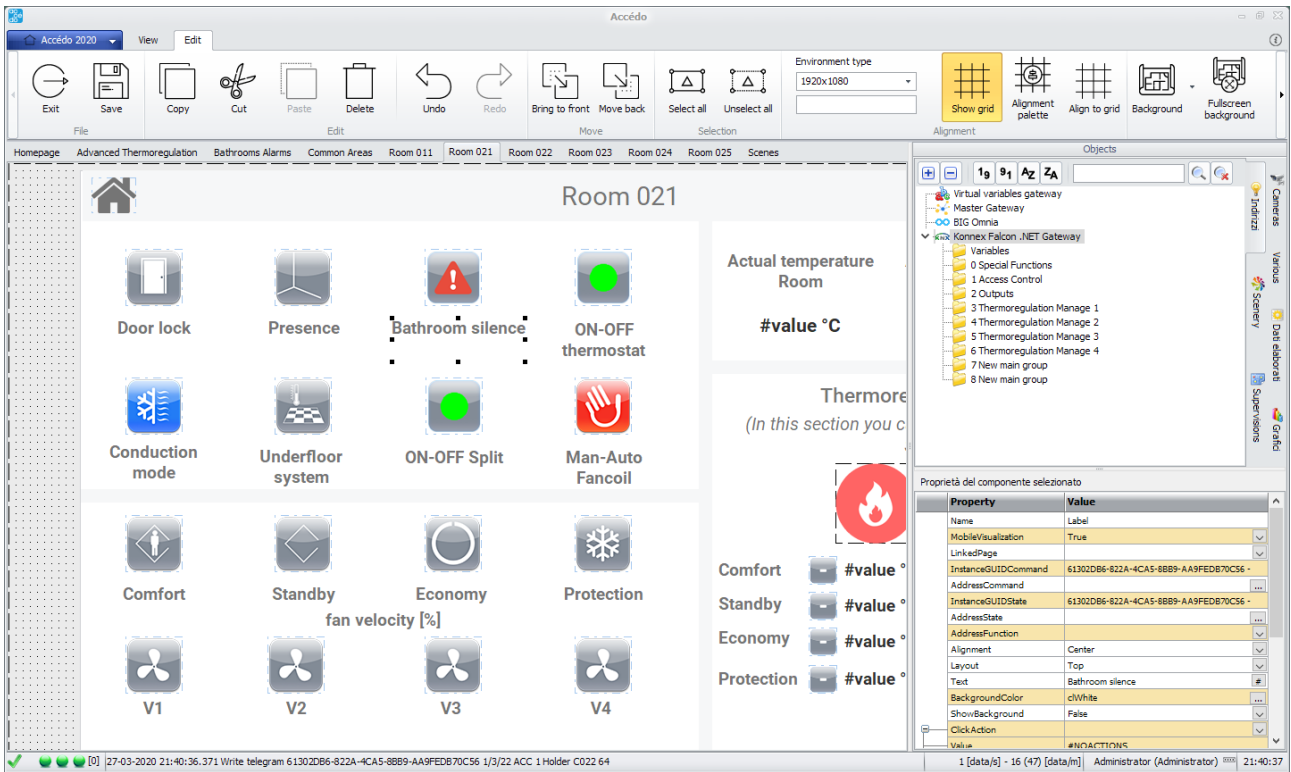 Accédo
Accédo 2020 View Edit
Exit Save Copy Cut Paste Delete Undo Redo Bring to front Move back Select all Unselect all
Environment type
1920x1080
Show grid Alignment palette Align to grid Background Fullscreen background
File Edit Move Selection Alignment
Homepage Advanced Thermoregulation Bathrooms Alarms Common Areas Room 011 Room 021 Room 022 Room 023 Room 024 Room 025 Scenes
Room 021
Door lock Presence Bathroom silence ON-OFF
thermostat
Conduction
mode
Underfloor
system
ON-OFF Split
Man-Auto
Fancoil
Comfort Standby Economy Protection
fan velocity [%]
V1 V2 V3 V4
Actual temperature
Room
#value °C
Thermore
(In this section you c
Comfort - #value °
Standby - #value °
Economy - #value °
Protection - #value °
Objects
19 91 AZ ZA
Virtual variables gateway
Master Gateway
BIG Omnia
KNX Konnex Falcon .NET Gateway
Variables
0 Special Functions
1 Access Control
2 Outputs
3 Thermoregulation Manage 1
4 Thermoregulation Manage 2
5 Thermoregulation Manage 3
6 Thermoregulation Manage 4
7 New main group
8 New main group
Indirizzi
Scenery
Supervisions
Cameras
Various
Dati elaborati
Grafici
Proprietà del componente selezionato
Property Value
Name Label
MobileVisualization True
LinkedPage
InstanceGUIDCommand 61302DB6-822A-4CA5-8BB9-AA9FEDB70C56 -
AddressCommand ...
InstanceGUIDState 61302DB6-822A-4CA5-8BB9-AA9FEDB70C56 -
AddressState ...
AddressFunction
Alignment Center
Layout Top
Text Bathroom silence #
BackgroundColor clWhite ...
ShowBackground False
ClickAction
Value #NOACTIONS
[0] 27-03-2020 21:40:36.371 Write telegram 61302DB6-822A-4CA5-8BB9-AA9FEDB70C56 1/3/22 ACC 1 Holder C022 64
1 [data/s] - 16 (47) [data/m] Administrator (Administrator) 21:40:37